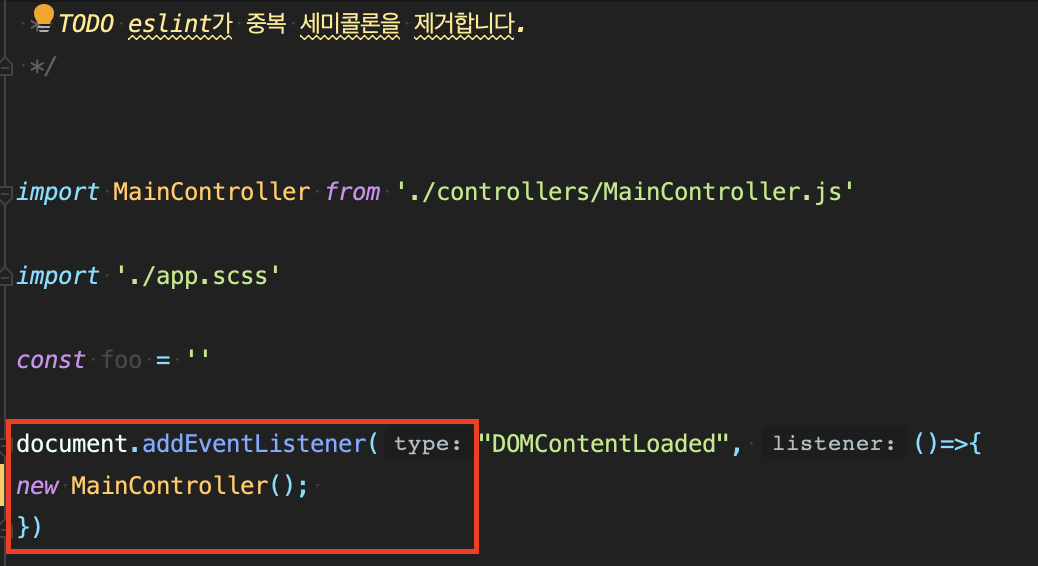 * TODO eslint가 중복 세미콜론을 제거합니다.
*/
import MainController from './controllers/MainController.js'
import './app.scss'
const foo = ''
document.addEventListener( type: "DOMContentLoaded", listener: ()=>{
new MainController();
})